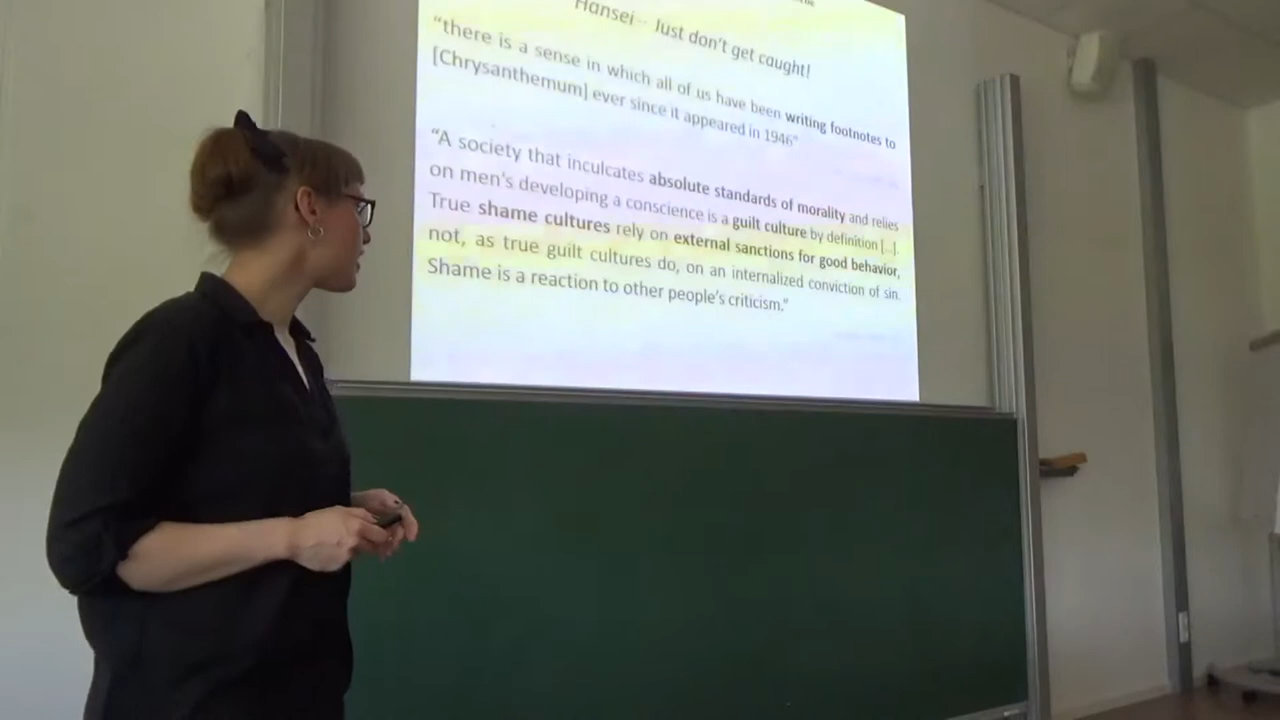 Hansei – Just don't get caught!
“there is a sense in which all of us have been writing footnotes to
[Chrysanthemum] ever since it appeared in 1946”
“A society that inculcates absolute standards of morality and relies
on men's developing a conscience is a guilt culture by definition [...].
True shame cultures rely on external sanctions for good behavior,
not, as true guilt cultures do, on an internalized conviction of sin.
Shame is a reaction to other people's criticism.”